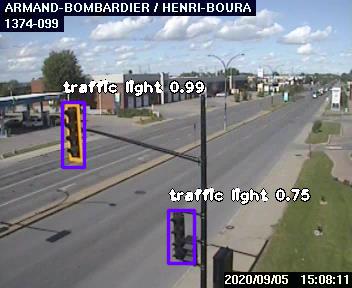 ARMAND-BOMBARDIER / HENRI-BOURA
1374-099
traffic light 0.99
traffic light 0.75
2020/09/05 15:08:11